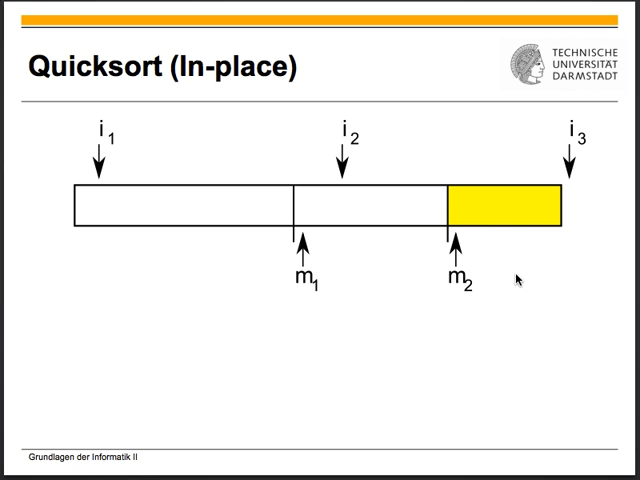 Quicksort (In-place)
TECHNISCHE
UNIVERSITÄT
DARMSTADT
i1 i2 i3
m1 m2
Grundlagen der Informatik II